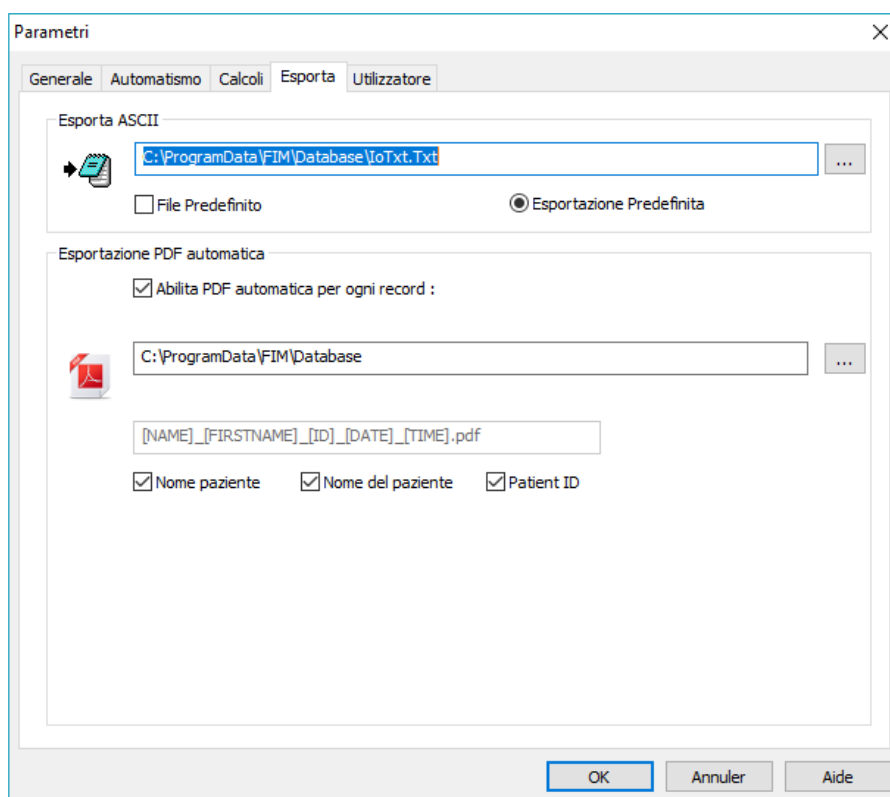 Parametri
Generale Automatismo Calcoli Esporta Utilizzatore
Esporta ASCII
C:\ProgramData\FIM\Database\IoTxt.Txt
...
File Predefinito Esportazione Predefinita
Esportazione PDF automatica
Abilita PDF automatica per ogni record :
C:\ProgramData\FIM\Database
...
[NAME]_[FIRSTNAME]_[ID]_[DATE]_[TIME].pdf
Nome paziente Nome del paziente Patient ID
OK Annuler Aide